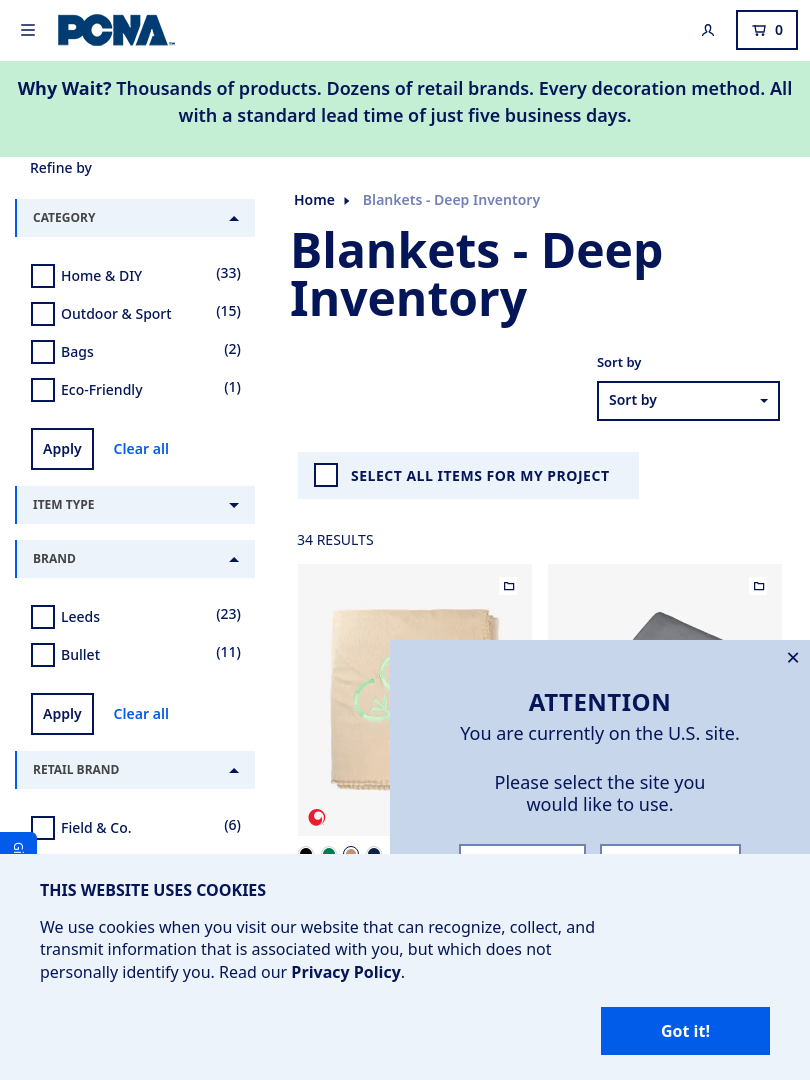 PCNA
0
Why Wait? Thousands of products. Dozens of retail brands. Every decoration method. All
with a standard lead time of just five business days.
Refine by
CATEGORY
Home & DIY (33)
Outdoor & Sport (15)
Bags (2)
Eco-Friendly (1)
Apply Clear all
ITEM TYPE
BRAND
Leeds (23)
Bullet (11)
Apply Clear all
RETAIL BRAND
Field & Co. (6)
Home Blankets - Deep Inventory
Blankets - Deep
Inventory
Sort by
Sort by
SELECT ALL ITEMS FOR MY PROJECT
34 RESULTS
ATTENTION
You are currently on the U.S. site.
Please select the site you
would like to use.
THIS WEBSITE USES COOKIES
We use cookies when you visit our website that can recognize, collect, and
transmit information that is associated with you, but which does not
personally identify you. Read our Privacy Policy.
Got it!